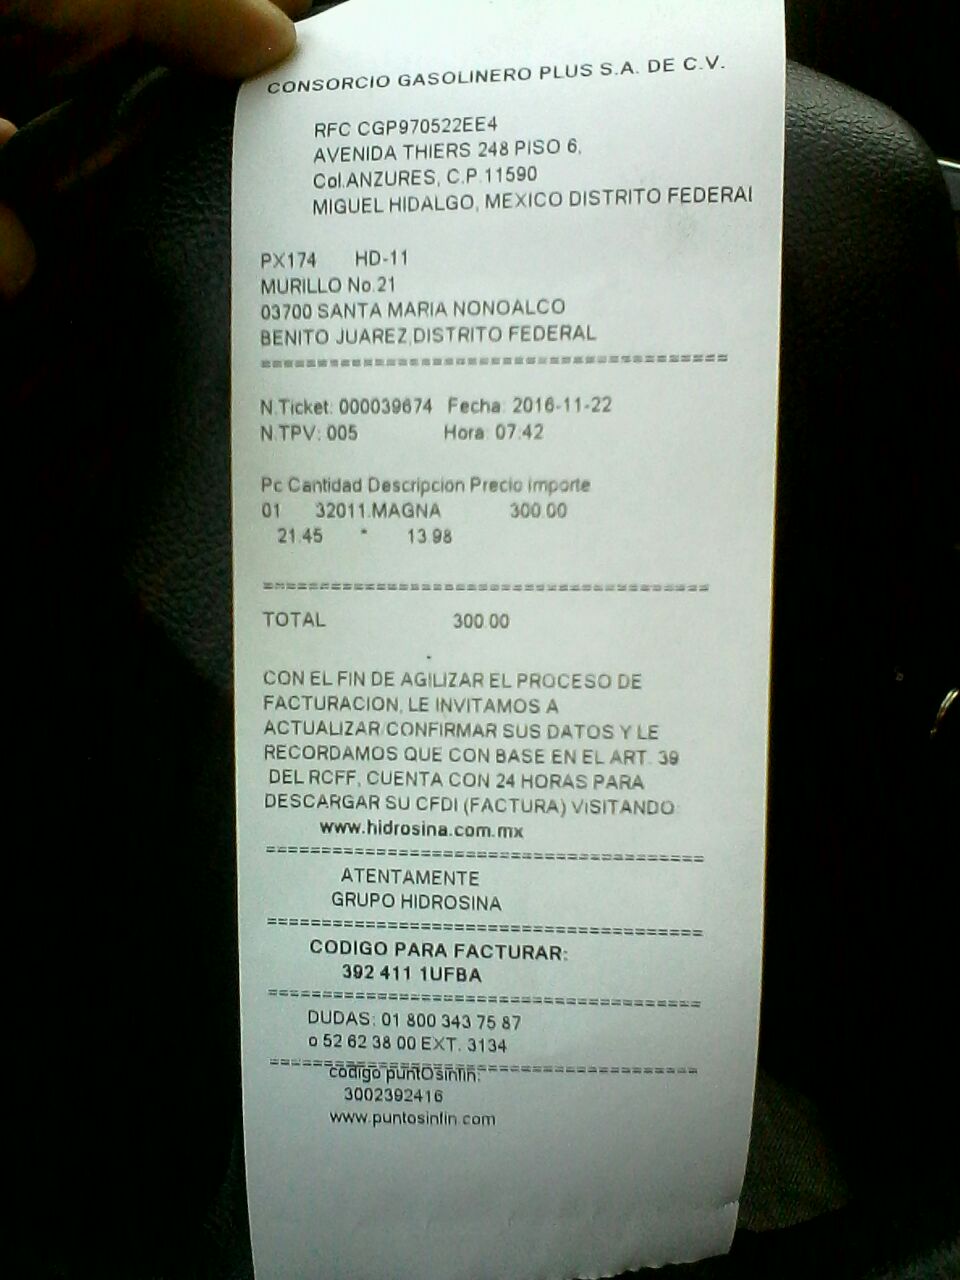 CONSORCIO GASOLINERO PLUS S.A. DE C.V.
RFC CGP970522EE4
AVENIDA THIERS 248 PISO 6,
Col.ANZURES, C.P.11590
MIGUEL HIDALGO, MEXICO DISTRITO FEDERAL
PX174 HD-11
MURILLO No.21
03700 SANTA MARIA NONOALCO
BENITO JUAREZ,DISTRITO FEDERAL
========================================
N.Ticket: 000039674 Fecha: 2016-11-22
N.TPV: 005 Hora: 07:42
Pc Cantidad Descripcion Precio importe
01 32011.MAGNA 300.00
21.45 * 13.98
========================================
TOTAL 300.00
CON EL FIN DE AGILIZAR EL PROCESO DE
FACTURACION, LE INVITAMOS A
ACTUALIZAR/CONFIRMAR SUS DATOS Y LE
RECORDAMOS QUE CON BASE EN EL ART. 39
DEL RCFF, CUENTA CON 24 HORAS PARA
DESCARGAR SU CFDI (FACTURA) VISITANDO:
www.hidrosina.com.mx
========================================
ATENTAMENTE
GRUPO HIDROSINA
========================================
CODIGO PARA FACTURAR:
392 411 1UFBA
========================================
DUDAS: 01 800 343 75 87
o 52 62 38 00 EXT. 3134
========================================
codigo puntOsinfin:
3002392416
www.puntosinfin.com